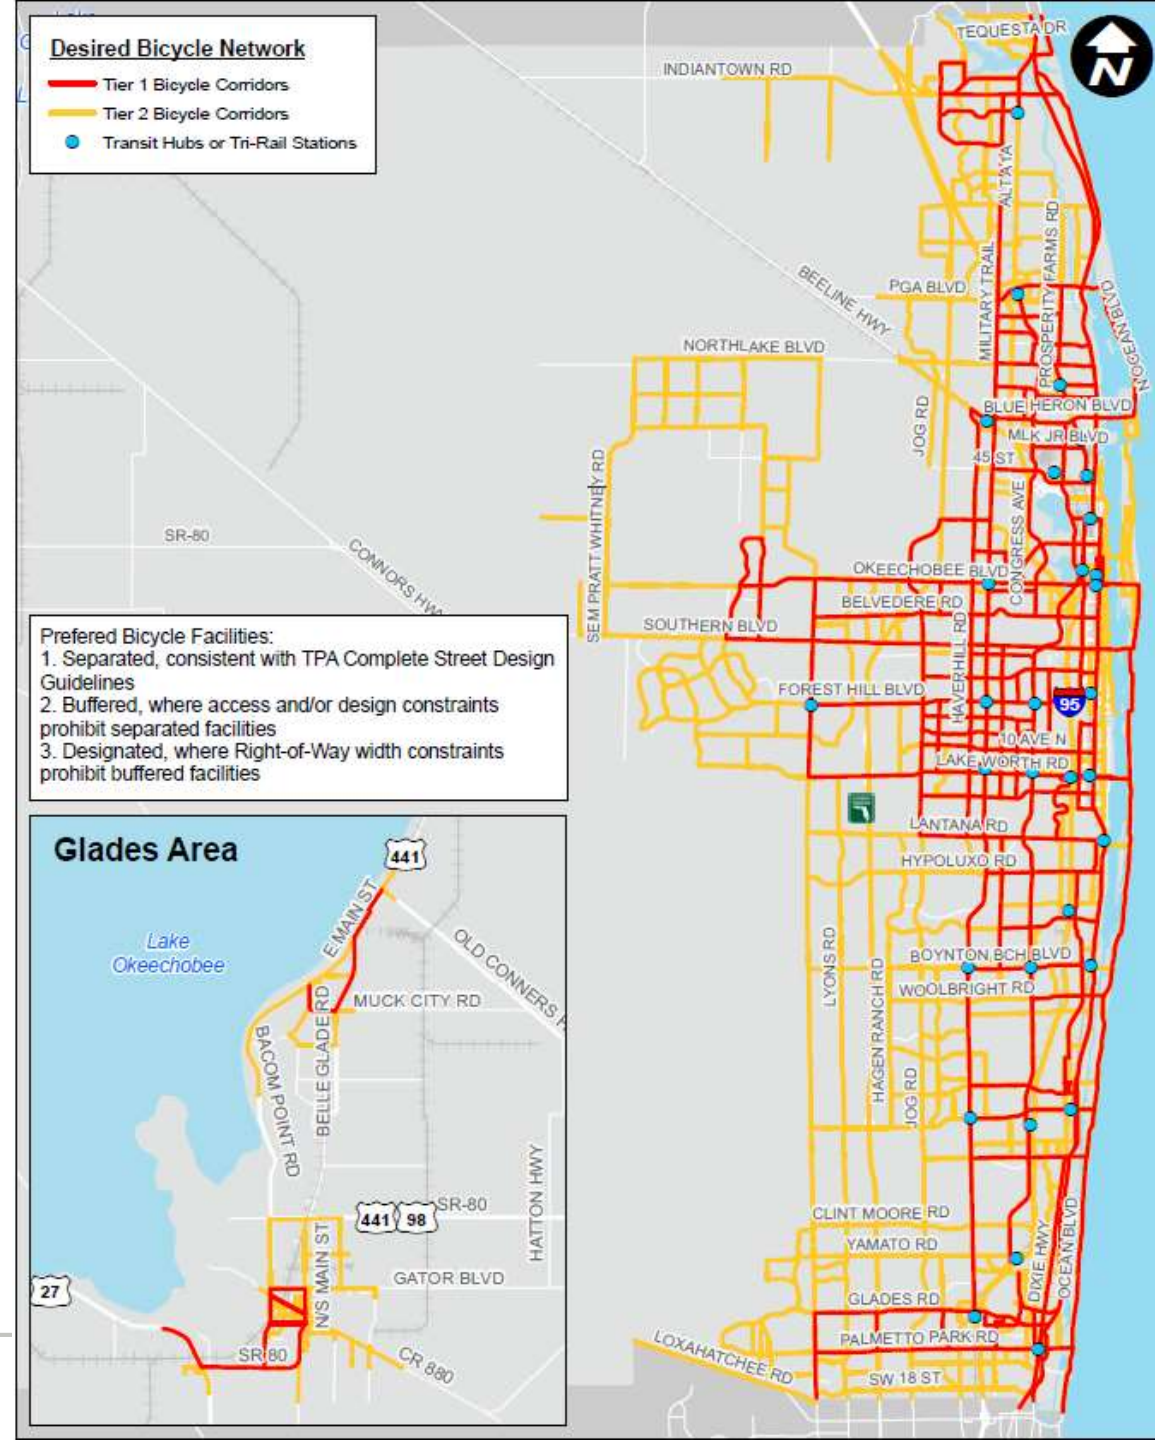 Desired Bicycle Network
Tier 1 Bicycle Corridors
Tier 2 Bicycle Corridors
Transit Hubs or Tri-Rail Stations
TEQUESTA DR
N
INDIANTOWN RD
ALT A1A
PROSPERITY FARMS RD
MILITARY TRAIL
BEELINE HWY
PGA BLVD
N OCEAN BLVD
NORTHLAKE BLVD
BLUE HERON BLVD
JOG RD
MLK JR BLVD
45 ST
SEM PRATT WHITNEY RD
CONGRESS AVE
SR-80
CONNORS HWY
OKEECHOBEE BLVD
BELVEDERE RD
SOUTHERN BLVD
HAVERHILL RD
FOREST HILL BLVD
95
10 AVE N
LAKE WORTH RD
LANTANA RD
HYPOLUXO RD
LYONS RD
BOYNTON BCH BLVD
WOOLBRIGHT RD
HAGEN RANCH RD
JOG RD
CLINT MOORE RD
YAMATO RD
DIXIE HWY
OCEAN BLVD
GLADES RD
PALMETTO PARK RD
LOXAHATCHEE RD
SW 18 ST
Prefered Bicycle Facilities:
1. Separated, consistent with TPA Complete Street Design
Guidelines
2. Buffered, where access and/or design constraints
prohibit separated facilities
3. Designated, where Right-of-Way width constraints
prohibit buffered facilities
Glades Area
441
E MAIN ST
Lake
Okeechobee
OLD CONNERS
MUCK CITY RD
BELLE GLADE RD
BACOM POINT RD
HATTON HWY
441
98
SR-80
N/S MAIN ST
GATOR BLVD
27
SR-80
CR 880